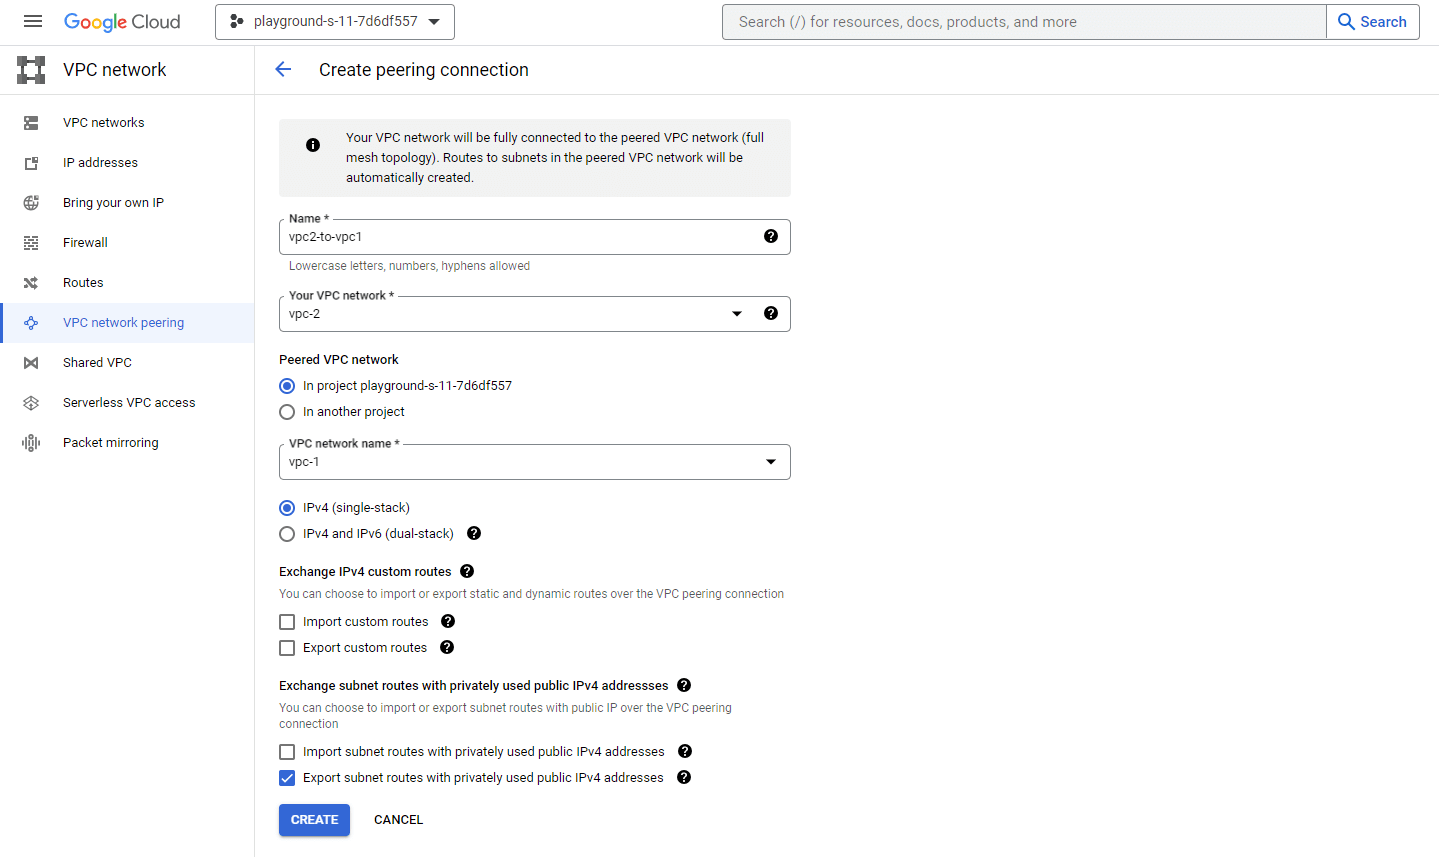 Google Cloud
playground-s-11-7d6df557
Search (/) for resources, docs, products, and more
Search
VPC network
Create peering connection
VPC networks
IP addresses
Bring your own IP
Firewall
Routes
VPC network peering
Shared VPC
Serverless VPC access
Packet mirroring
Your VPC network will be fully connected to the peered VPC network (full
mesh topology). Routes to subnets in the peered VPC network will be
automatically created.
Name *
vpc2-to-vpc1
Lowercase letters, numbers, hyphens allowed
Your VPC network *
vpc-2
Peered VPC network
In project playground-s-11-7d6df557
In another project
VPC network name *
vpc-1
IPv4 (single-stack)
IPv4 and IPv6 (dual-stack)
Exchange IPv4 custom routes
You can choose to import or export static and dynamic routes over the VPC peering connection
Import custom routes
Export custom routes
Exchange subnet routes with privately used public IPv4 addressses
You can choose to import or export subnet routes with public IP over the VPC peering
connection
Import subnet routes with privately used public IPv4 addresses
Export subnet routes with privately used public IPv4 addresses
CREATE
CANCEL